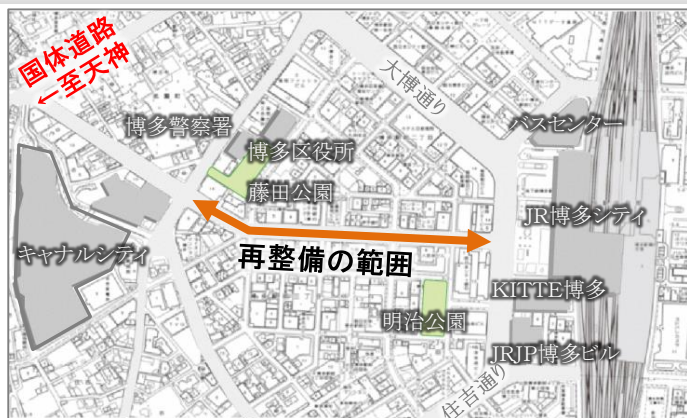 国体道路
←至天神
大博通り
博多警察署
バスセンター
博多区役所
藤田公園
JR博多シティ
キャナルシティ
再整備の範囲
KITTE博多
明治公園
JRJP博多ビル
住吉通り